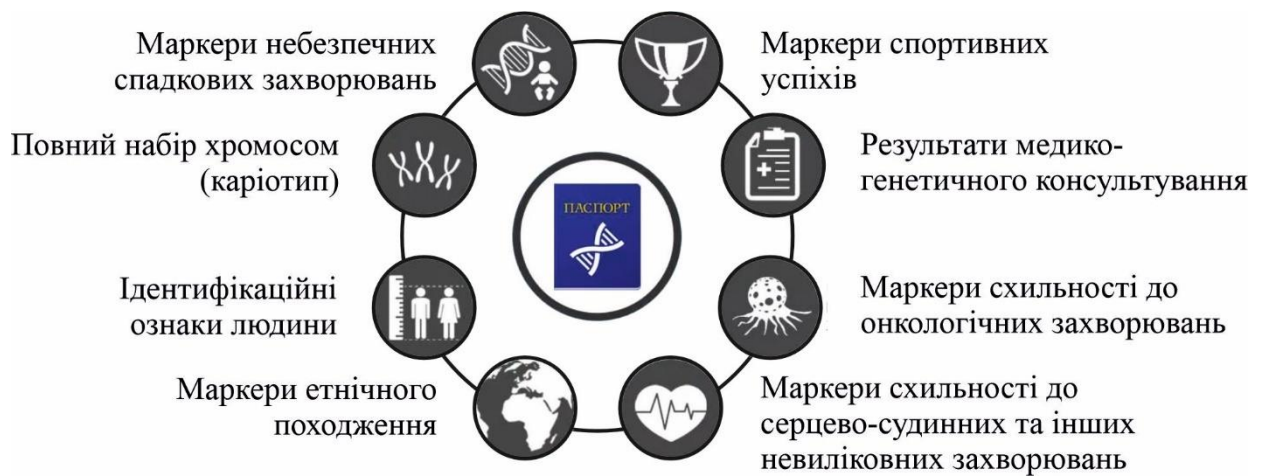 Маркери небезпечних
спадкових захворювань
Маркери спортивних
успіхів
Повний набір хромосом
(каріотип)
Результати медико-
генетичного консультування
ПАСПОРТ
Ідентифікаційні
ознаки людини
Маркери схильності до
онкологічних захворювань
Маркери етнічного
походження
Маркери схильності до
серцево-судинних та інших
невиліковних захворювань